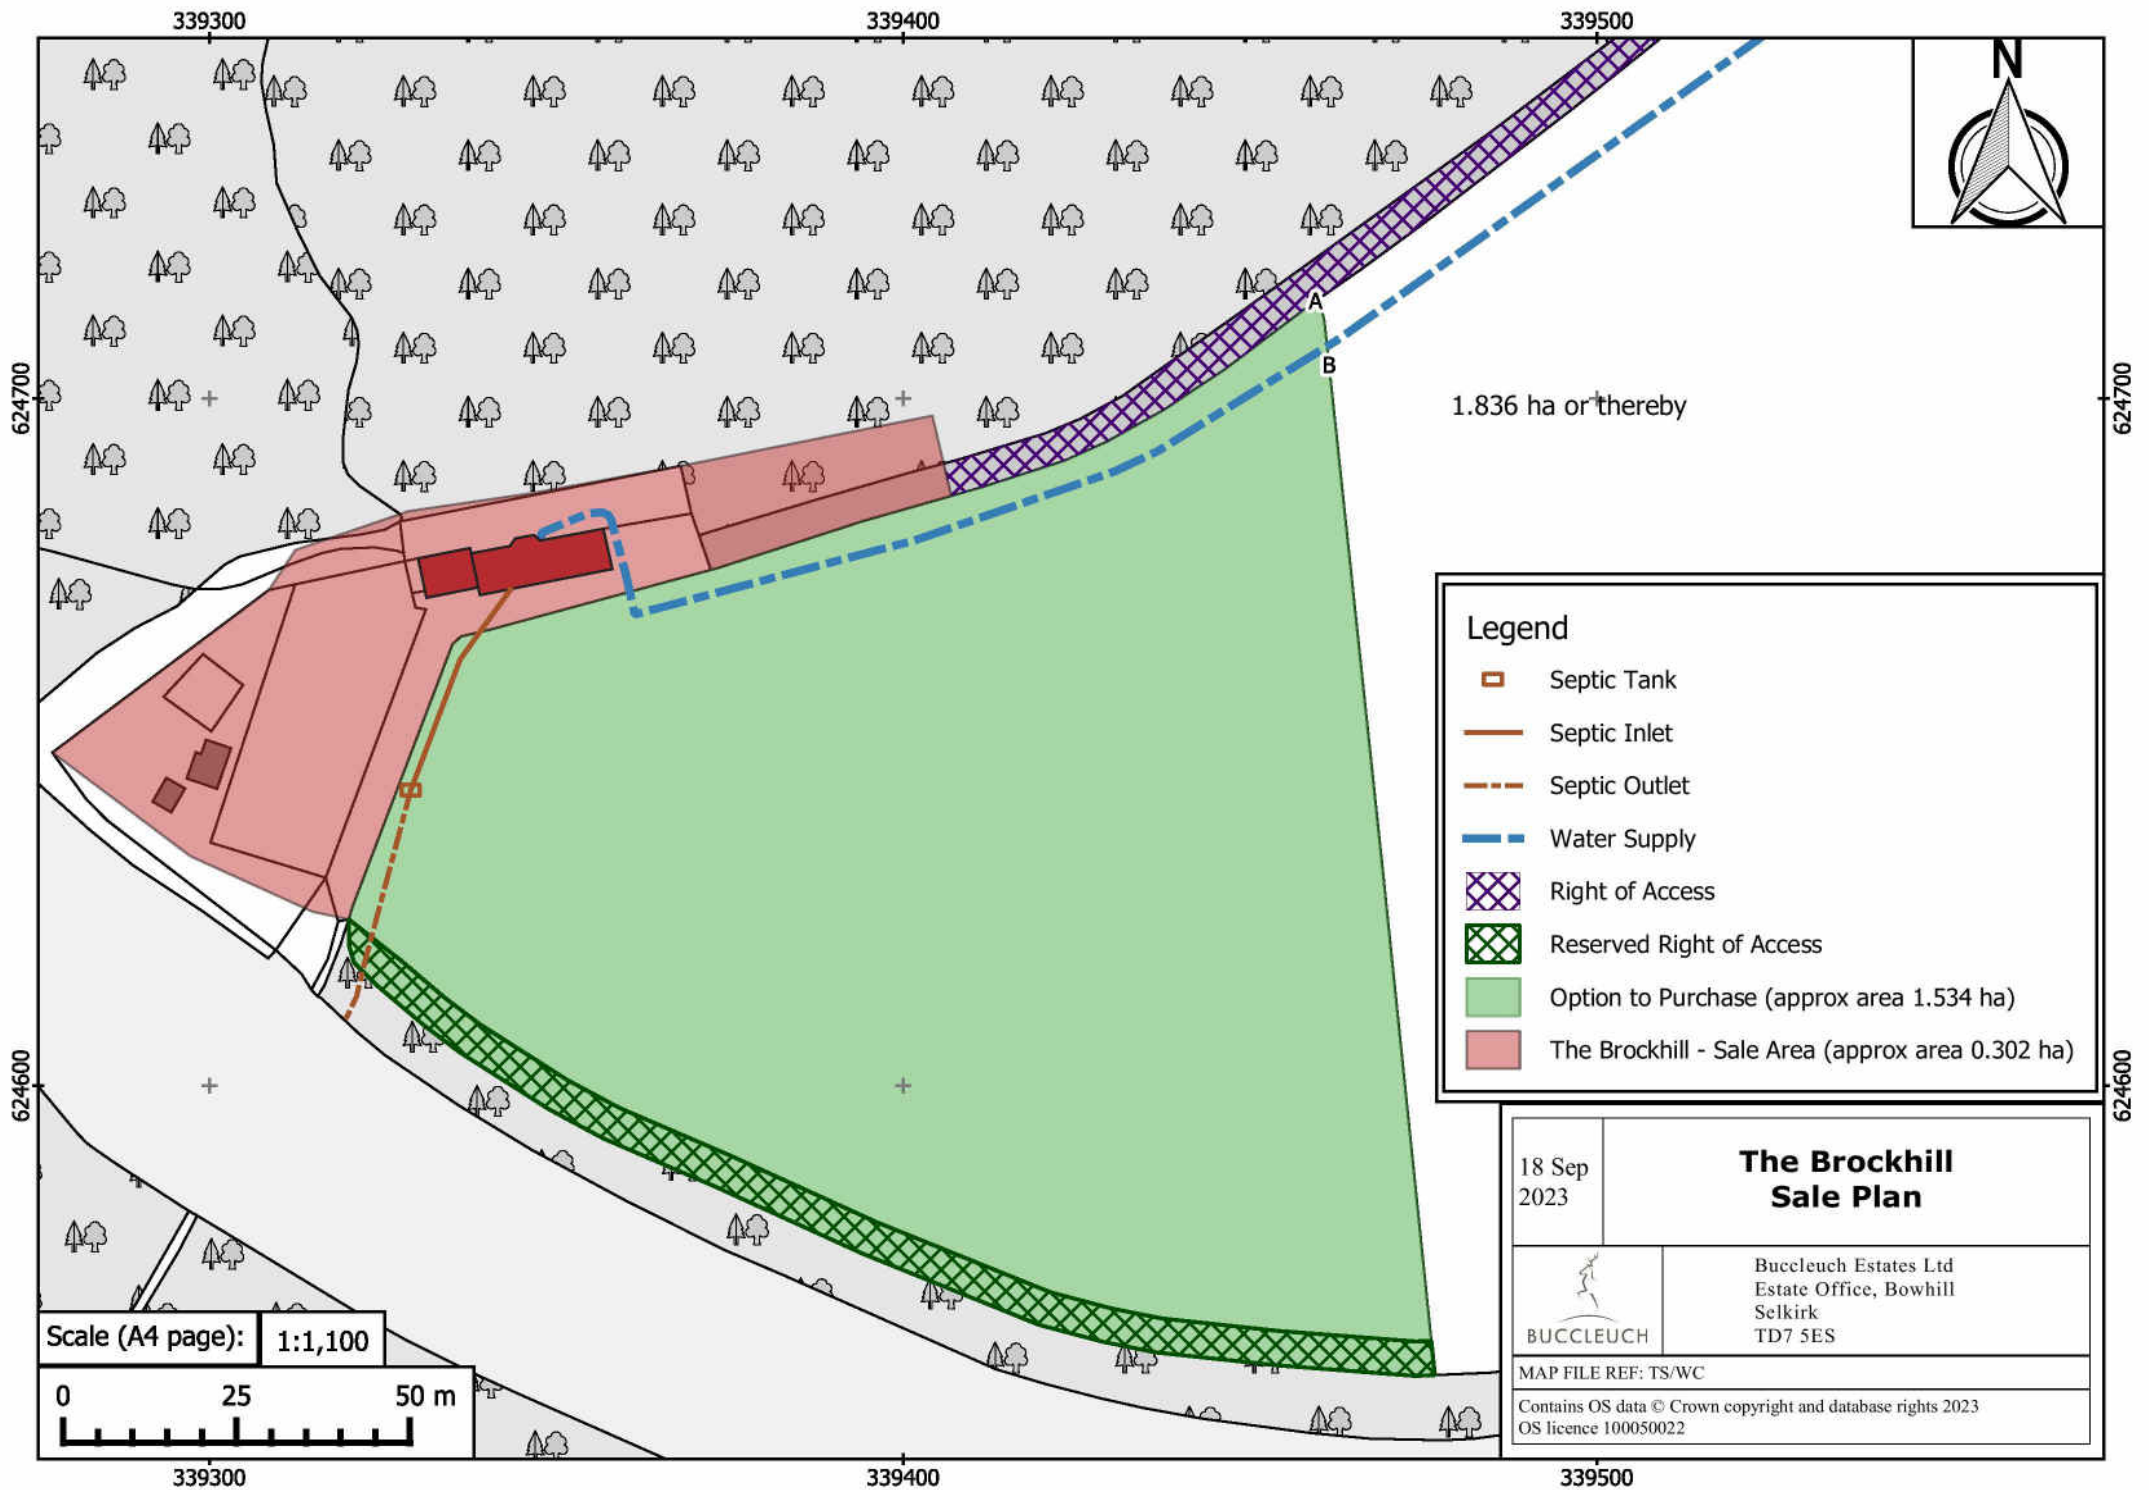 339300 339400 339500
N
A
B
624700 624700
1.836 ha or thereby
Legend
Septic Tank
Septic Inlet
Septic Outlet
Water Supply
Right of Access
Reserved Right of Access
Option to Purchase (approx area 1.534 ha)
The Brockhill - Sale Area (approx area 0.302 ha)
624600 624600
18 Sep
2023
The Brockhill
Sale Plan
BUCCLEUCH
Buccleuch Estates Ltd
Estate Office, Bowhill
Selkirk
TD7 5ES
MAP FILE REF: TS/WC
Contains OS data © Crown copyright and database rights 2023
OS licence 100050022
Scale (A4 page): 1:1,100
0 25 50 m
339300 339400 339500